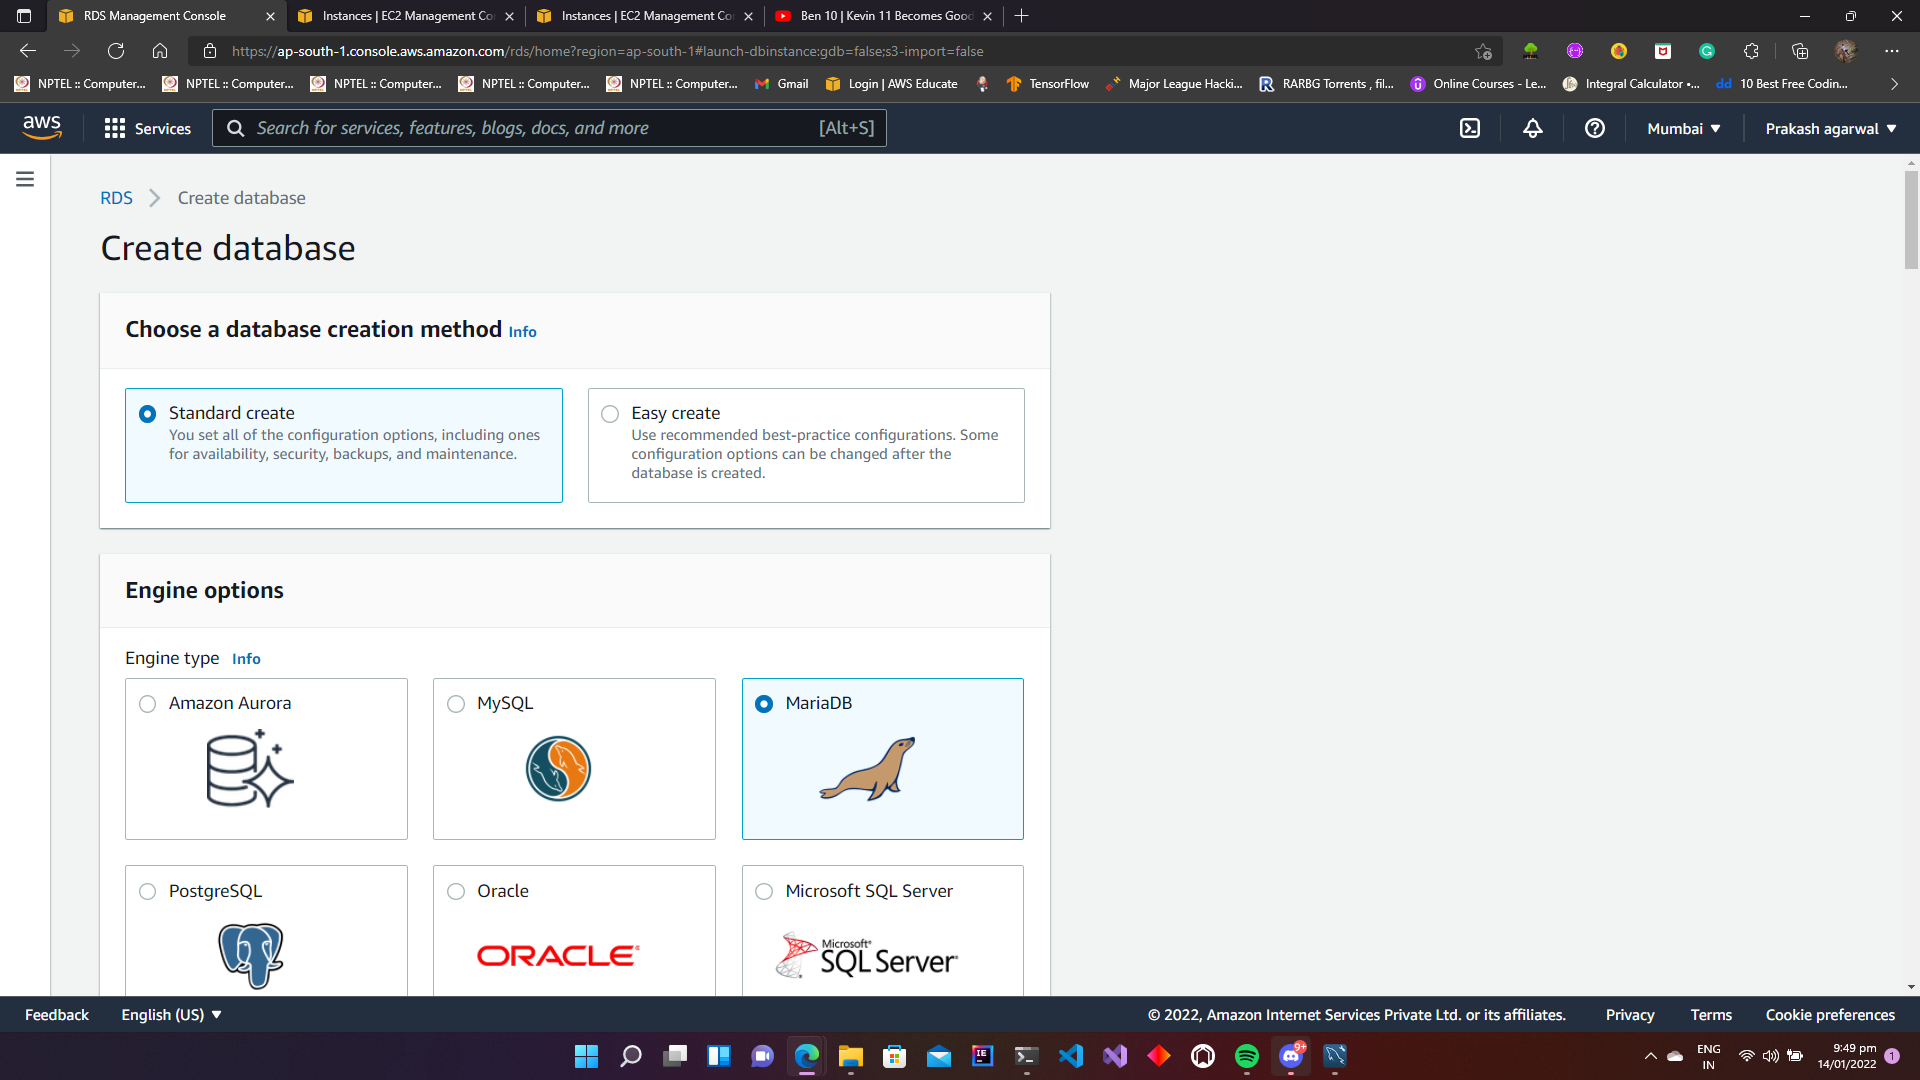 RDS Management Console
Instances | EC2 Management Co
Instances | EC2 Management Co
Ben 10 | Kevin 11 Becomes Good
https://ap-south-1.console.aws.amazon.com/rds/home?region=ap-south-1#launch-dbinstance:gdb=false;s3-import=false
NPTEL :: Computer...
NPTEL :: Computer...
NPTEL :: Computer...
NPTEL :: Computer...
NPTEL :: Computer...
Gmail
Login | AWS Educate
TensorFlow
Major League Hacki...
RARBG Torrents , fil...
Online Courses - Le...
Integral Calculator •...
dd 10 Best Free Codin...
aws
Services
Search for services, features, blogs, docs, and more
[Alt+S]
Mumbai
Prakash agarwal
RDS
Create database
Create database
Choose a database creation method Info
Standard create
You set all of the configuration options, including ones
for availability, security, backups, and maintenance.
Easy create
Use recommended best-practice configurations. Some
configuration options can be changed after the
database is created.
Engine options
Engine type Info
Amazon Aurora
MySQL
MariaDB
PostgreSQL
Oracle
ORACLE
Microsoft SQL Server
Microsoft
SQL Server
Feedback
English (US)
© 2022, Amazon Internet Services Private Ltd. or its affiliates.
Privacy
Terms
Cookie preferences
9+
ENG
IN
9:49 pm
14/01/2022
1